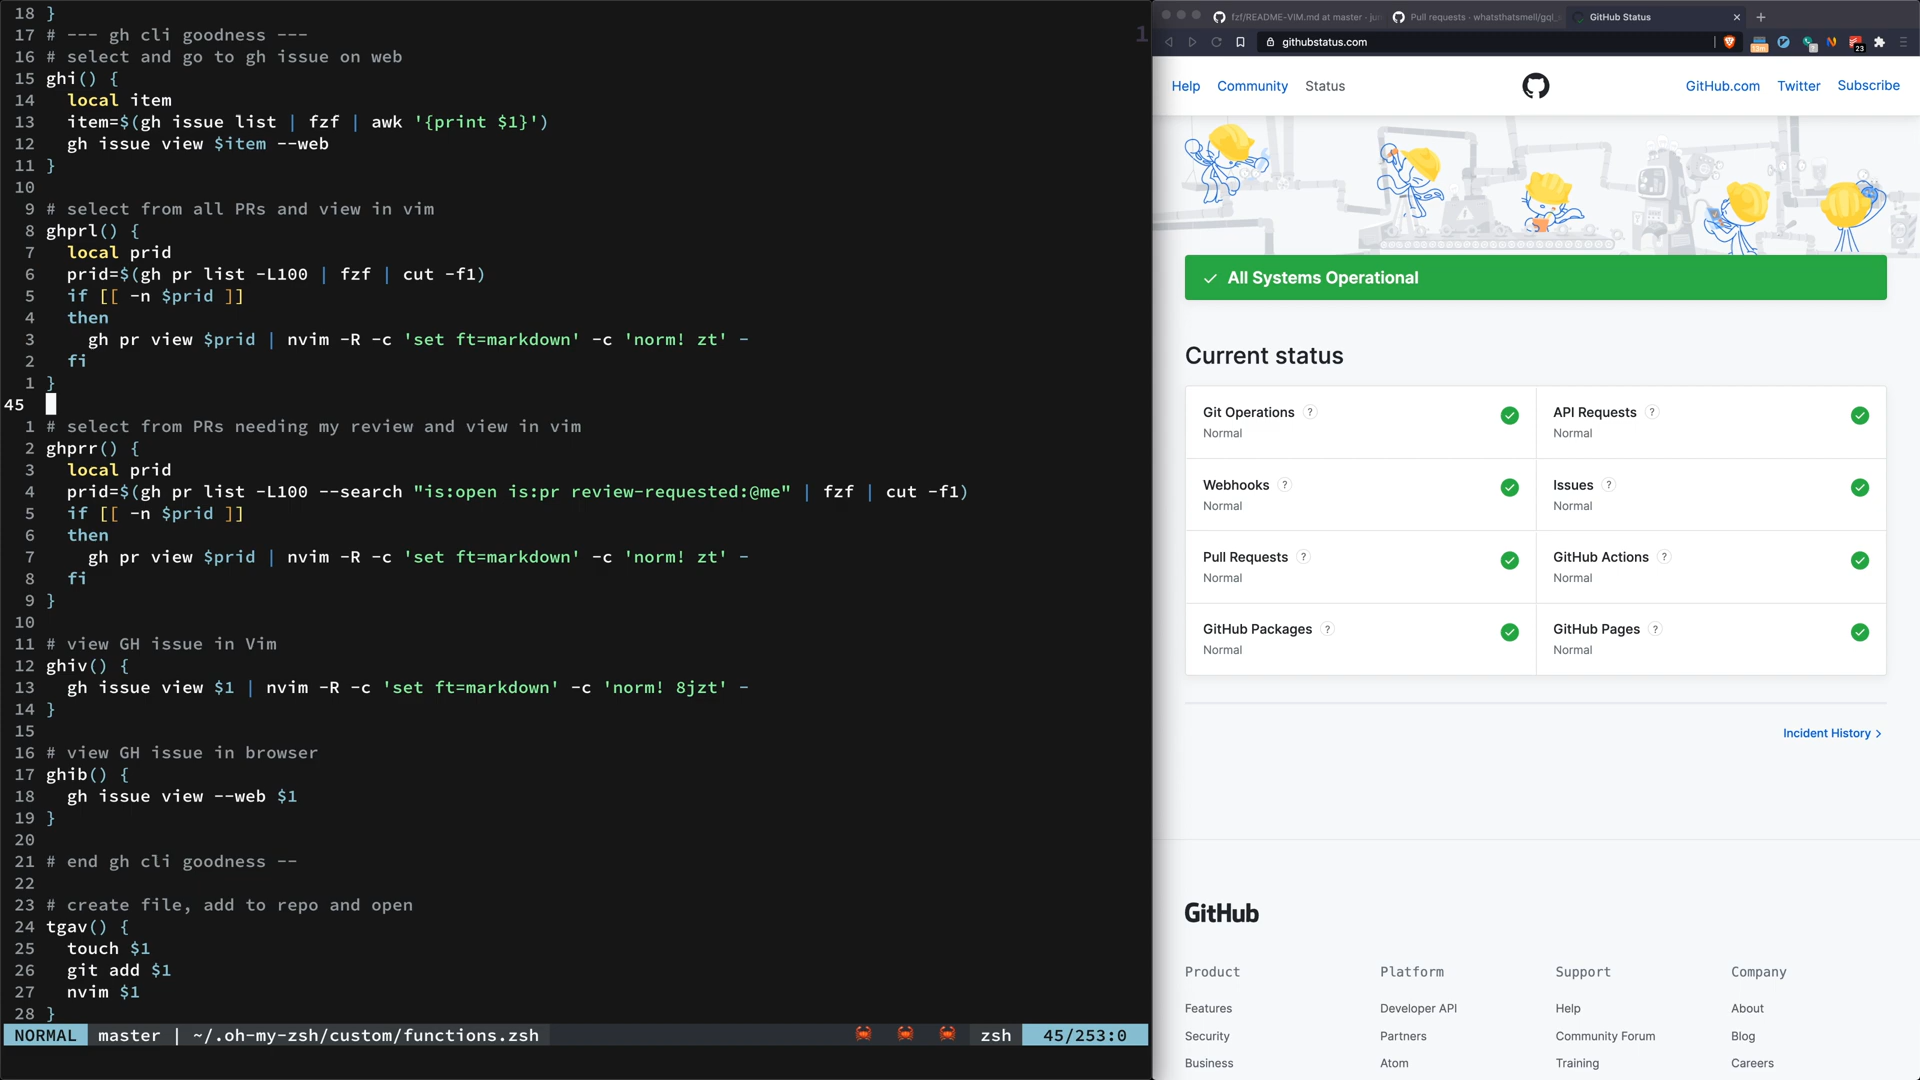 18 }
17 # --- gh cli goodness ---
16 # select and go to gh issue on web
15 ghi() {
14   local item
13   item=$(gh issue list | fzf | awk '{print $1}')
12   gh issue view $item --web
11 }
10
9 # select from all PRs and view in vim
8 ghprl() {
7   local prid
6   prid=$(gh pr list -L100 | fzf | cut -f1)
5   if [[ -n $prid ]]
4   then
3     gh pr view $prid | nvim -R -c 'set ft=markdown' -c 'norm! zt' -
2   fi
1 }
45
1 # select from PRs needing my review and view in vim
2 ghprr() {
3   local prid
4   prid=$(gh pr list -L100 --search "is:open is:pr review-requested:@me" | fzf | cut -f1)
5   if [[ -n $prid ]]
6   then
7     gh pr view $prid | nvim -R -c 'set ft=markdown' -c 'norm! zt' -
8   fi
9 }
10
11 # view GH issue in Vim
12 ghiv() {
13   gh issue view $1 | nvim -R -c 'set ft=markdown' -c 'norm! 8jzt' -
14 }
15
16 # view GH issue in browser
17 ghib() {
18   gh issue view --web $1
19 }
20
21 # end gh cli goodness --
22
23 # create file, add to repo and open
24 tgav() {
25   touch $1
26   git add $1
27   nvim $1
28 }
NORMAL master | ~/.oh-my-zsh/custom/functions.zsh zsh 45/253:0
1
fzf/README-VIM.md at master · ju Pull requests · whatsthatsmell/gql_ GitHub Status
githubstatus.com
23
Help Community Status GitHub.com Twitter Subscribe
All Systems Operational
Current status
Git Operations ? API Requests ?
Normal Normal
Webhooks ? Issues ?
Normal Normal
Pull Requests ? GitHub Actions ?
Normal Normal
GitHub Packages ? GitHub Pages ?
Normal Normal
Incident History
GitHub
Product Platform Support Company
Features Developer API Help About
Security Partners Community Forum Blog
Business Atom Training Careers